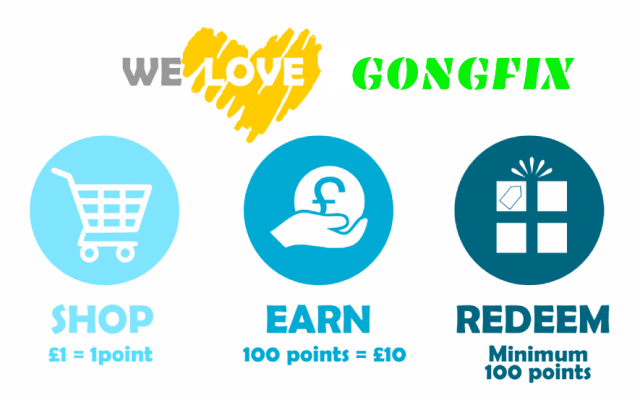 WE LOVE GONGFIX
£
SHOP
£1 = 1point
EARN
100 points = £10
REDEEM
Minimum
100 points